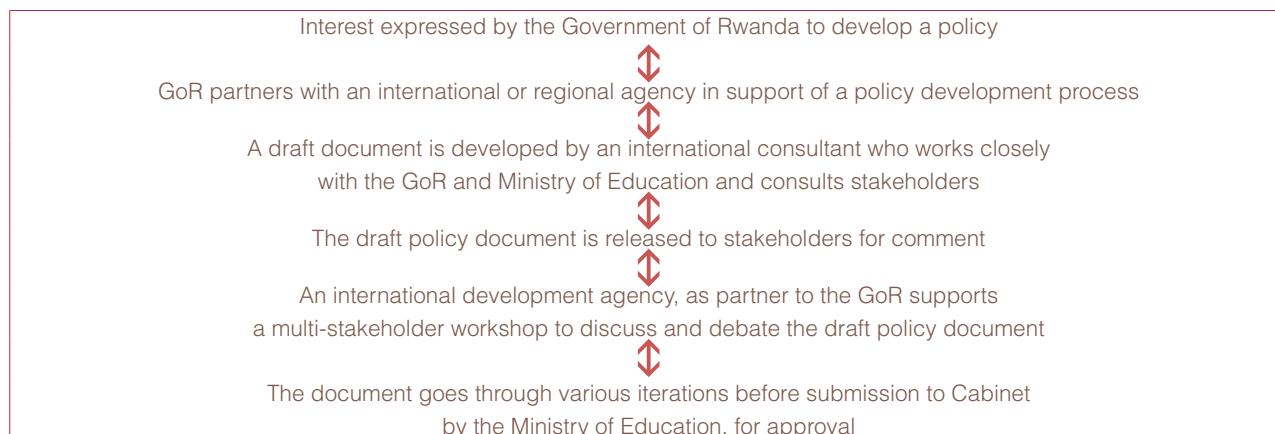 Interest expressed by the Government of Rwanda to develop a policy
GoR partners with an international or regional agency in support of a policy development process
A draft document is developed by an international consultant who works closely
with the GoR and Ministry of Education and consults stakeholders
The draft policy document is released to stakeholders for comment
An international development agency, as partner to the GoR supports
a multi-stakeholder workshop to discuss and debate the draft policy document
The document goes through various iterations before submission to Cabinet
by the Ministry of Education, for approval